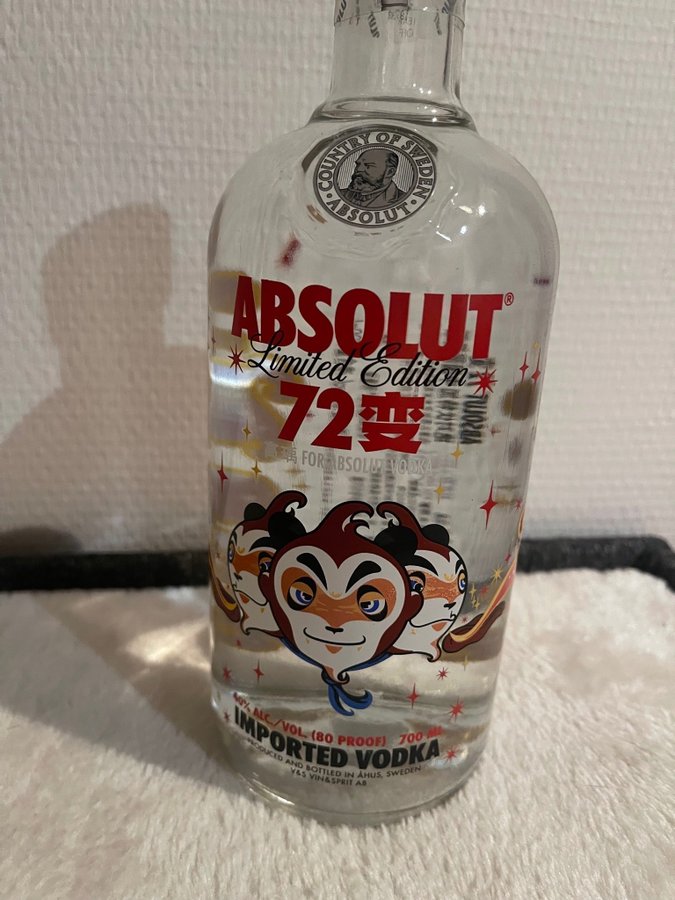 COUNTRY OF SWEDEN
ABSOLUT
ABSOLUT®
Limited Edition
72变
FOR ABSOLUT VODKA
40% ALC./VOL. (80 PROOF) 700 ML
IMPORTED VODKA
PRODUCED AND BOTTLED IN ÅHUS, SWEDEN
V&S VIN&SPRIT AB